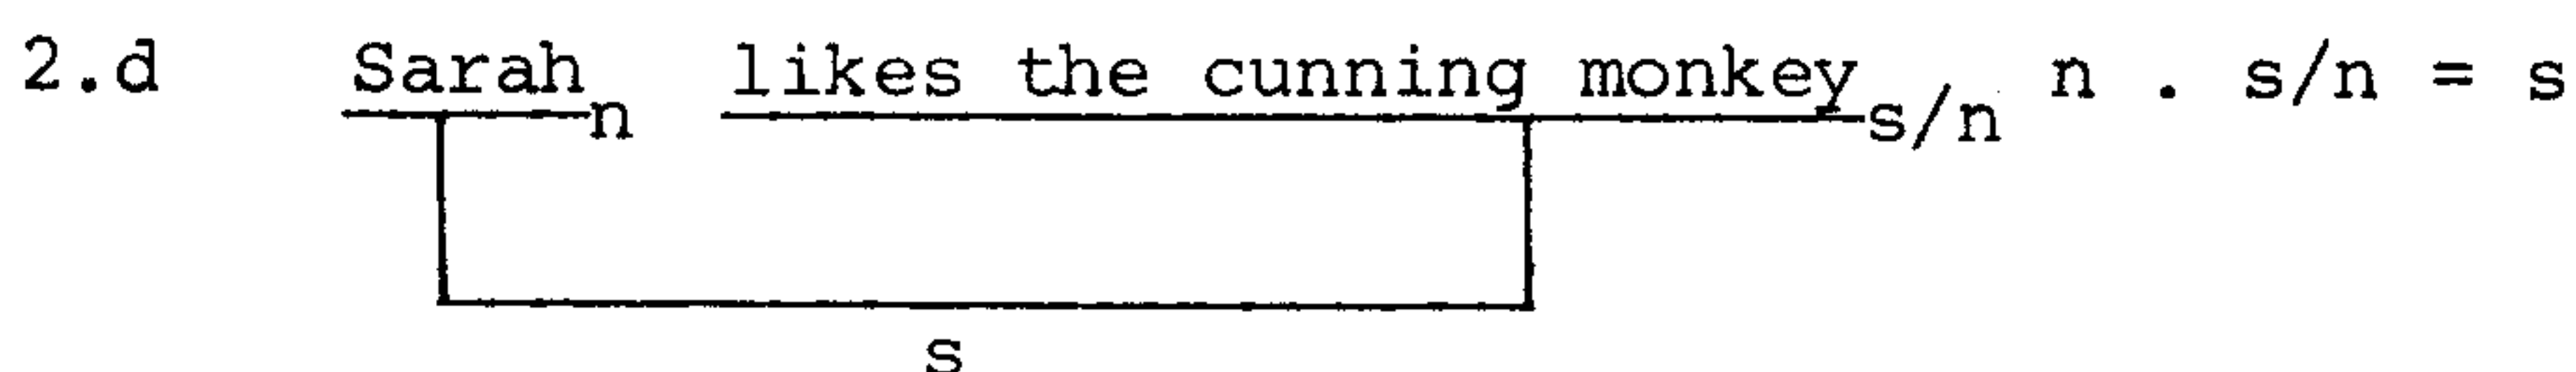 2.d Sarah n likes the cunning monkey s/n n . s/n = s
s